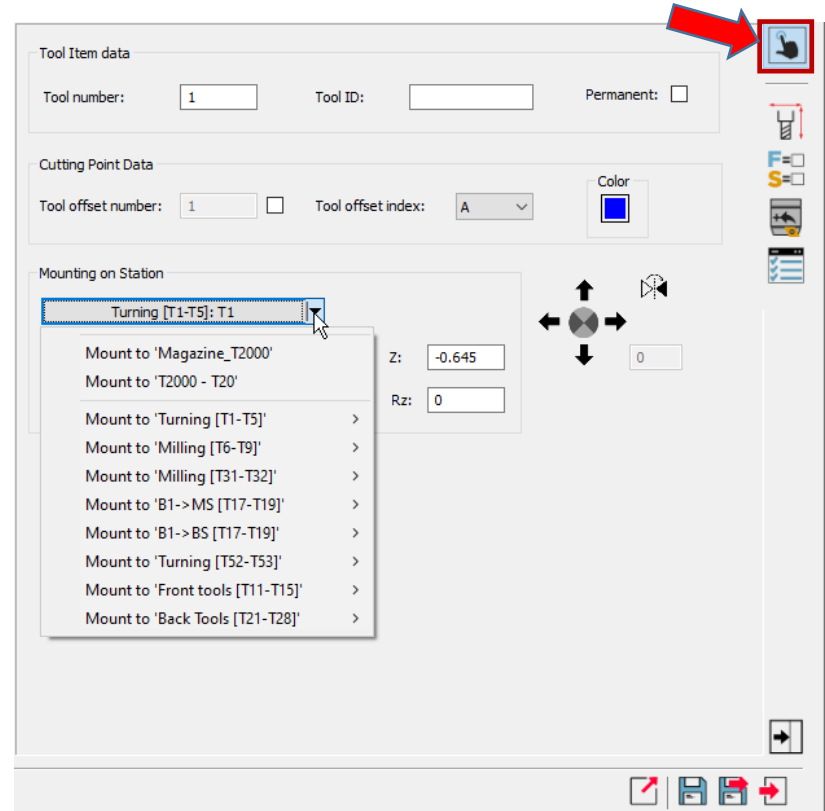 Tool Item data
Tool number: 1 Tool ID: Permanent:
Cutting Point Data
Tool offset number: 1 Tool offset index: A
Color
F=
S=
Mounting on Station
Turning [T1-T5]: T1
Mount to 'Magazine_T2000'
Mount to 'T2000 - T20'
Z: -0.645
0
Rz: 0
Mount to 'Turning [T1-T5]'
Mount to 'Milling [T6-T9]'
Mount to 'Milling [T31-T32]'
Mount to 'B1->MS [T17-T19]'
Mount to 'B1->BS [T17-T19]'
Mount to 'Turning [T52-T53]'
Mount to 'Front tools [T11-T15]'
Mount to 'Back Tools [T21-T28]'